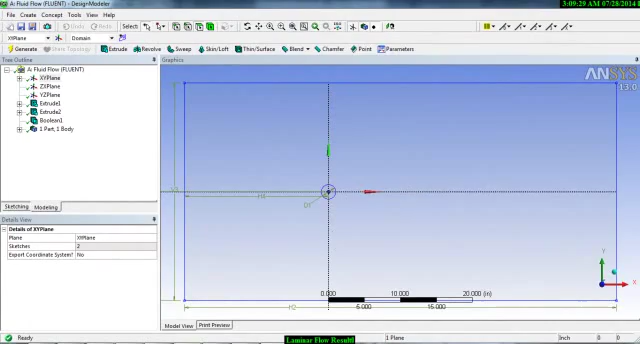 A: Fluid Flow (FLUENT) - DesignModeler
3:09:29 AM 07/28/2014
File Create Concept Tools View Help
Undo Redo Select:
XYPlane Domain
Generate Share Topology Extrude Revolve Sweep Skin/Loft Thin/Surface Blend Chamfer Point Parameters
Tree Outline
Graphics
A: Fluid Flow (FLUENT)
XYPlane
ZXPlane
YZPlane
Extrude1
Extrude2
Boolean1
1 Part, 1 Body
Sketching Modeling
Details View
Details of XYPlane
Plane XYPlane
Sketches 2
Export Coordinate System? No
ANSYS
13.0
D1
H2
Y
X
0.000 10.000 20.000 (in)
5.000 15.000
Model View Print Preview
Ready
Laminar Flow Result
1 Plane
Inch 0 0